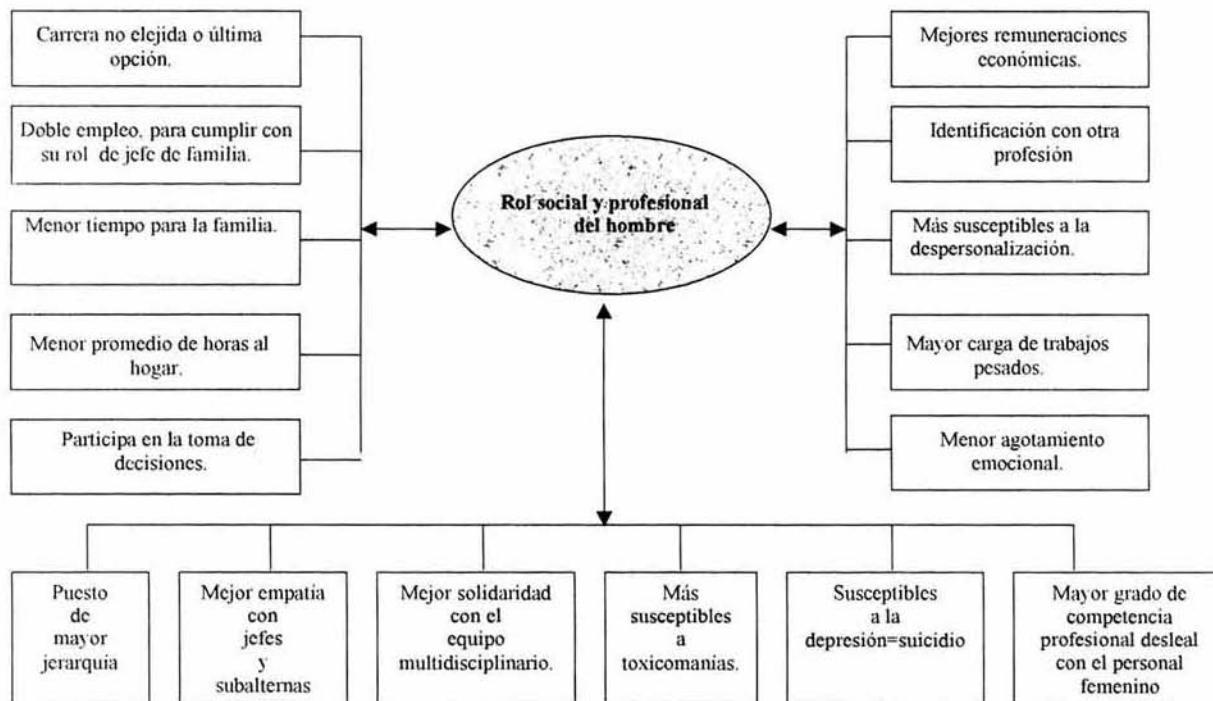 Carrera no elejida o última
opción.
Doble empleo, para cumplir con
su rol de jefe de familia.
Menor tiempo para la familia.
Menor promedio de horas al
hogar.
Participa en la toma de
decisiones.
Rol social y profesional
del hombre
Mejores remuneraciones
económicas.
Identificación con otra
profesión
Más susceptibles a la
despersonalización.
Mayor carga de trabajos
pesados.
Menor agotamiento
emocional.
Puesto
de
mayor
jerarquía
Mejor empatía
con
jefes
y
subalternas
Mejor solidaridad
con el
equipo
multidisciplinario.
Más
susceptibles
a
toxicomanías.
Susceptibles
a la
depresión=suicidio
Mayor grado de
competencia
profesional desleal
con el personal
femenino